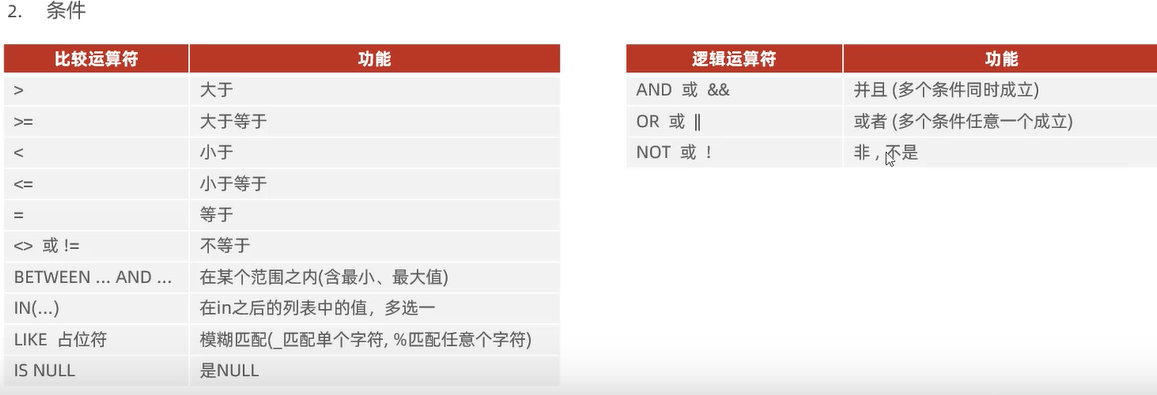 2. 条件
比较运算符 功能
> 大于
>= 大于等于
< 小于
<= 小于等于
= 等于
<> 或 != 不等于
BETWEEN ... AND ... 在某个范围之内(含最小、最大值)
IN(...) 在in之后的列表中的值，多选一
LIKE 占位符 模糊匹配(_匹配单个字符, %匹配任意个字符)
IS NULL 是NULL
逻辑运算符 功能
AND 或 && 并且 (多个条件同时成立)
OR 或 || 或者 (多个条件任意一个成立)
NOT 或 ! 非 , 不是